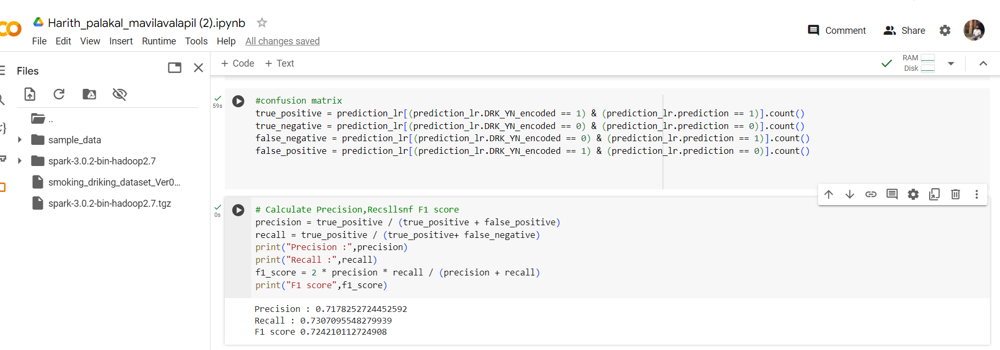 Harith_palakal_mavilavalapil (2).ipynb
File Edit View Insert Runtime Tools Help All changes saved
Comment Share
Files
+ Code + Text
RAM
Disk
..
sample_data
spark-3.0.2-bin-hadoop2.7
smoking_driking_dataset_Ver0...
spark-3.0.2-bin-hadoop2.7.tgz
59s
#confusion matrix
true_positive = prediction_lr[(prediction_lr.DRK_YN_encoded == 1) & (prediction_lr.prediction == 1)].count()
true_negative = prediction_lr[(prediction_lr.DRK_YN_encoded == 0) & (prediction_lr.prediction == 0)].count()
false_negative = prediction_lr[(prediction_lr.DRK_YN_encoded == 0) & (prediction_lr.prediction == 1)].count()
false_positive = prediction_lr[(prediction_lr.DRK_YN_encoded == 1) & (prediction_lr.prediction == 0)].count()
0s
# Calculate Precision,Recsllsnf F1 score
precision = true_positive / (true_positive + false_positive)
recall = true_positive / (true_positive+ false_negative)
print("Precision :",precision)
print("Recall :",recall)
f1_score = 2 * precision * recall / (precision + recall)
print("F1 score",f1_score)
Precision : 0.7178252724452592
Recall : 0.7307095548279939
F1 score 0.724210112724908